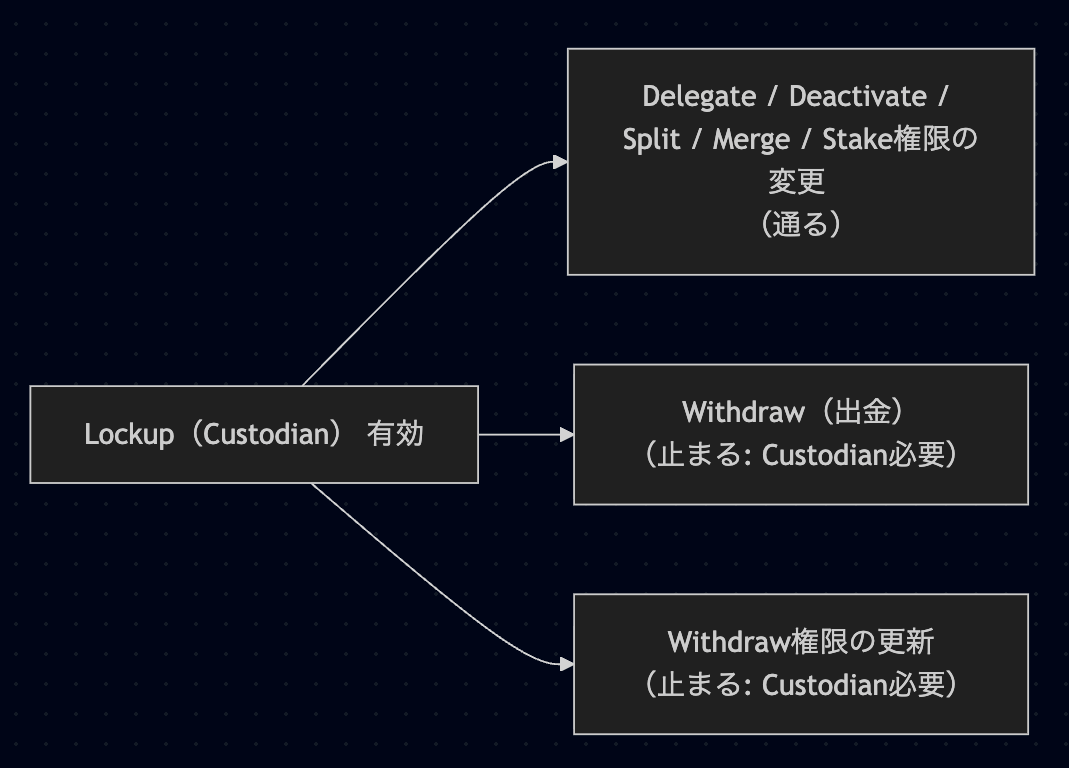 Delegate / Deactivate /
Split / Merge / Stake権限の
変更
（通る）
Lockup（Custodian） 有効
Withdraw（出金）
（止まる: Custodian必要）
Withdraw権限の更新
（止まる: Custodian必要）